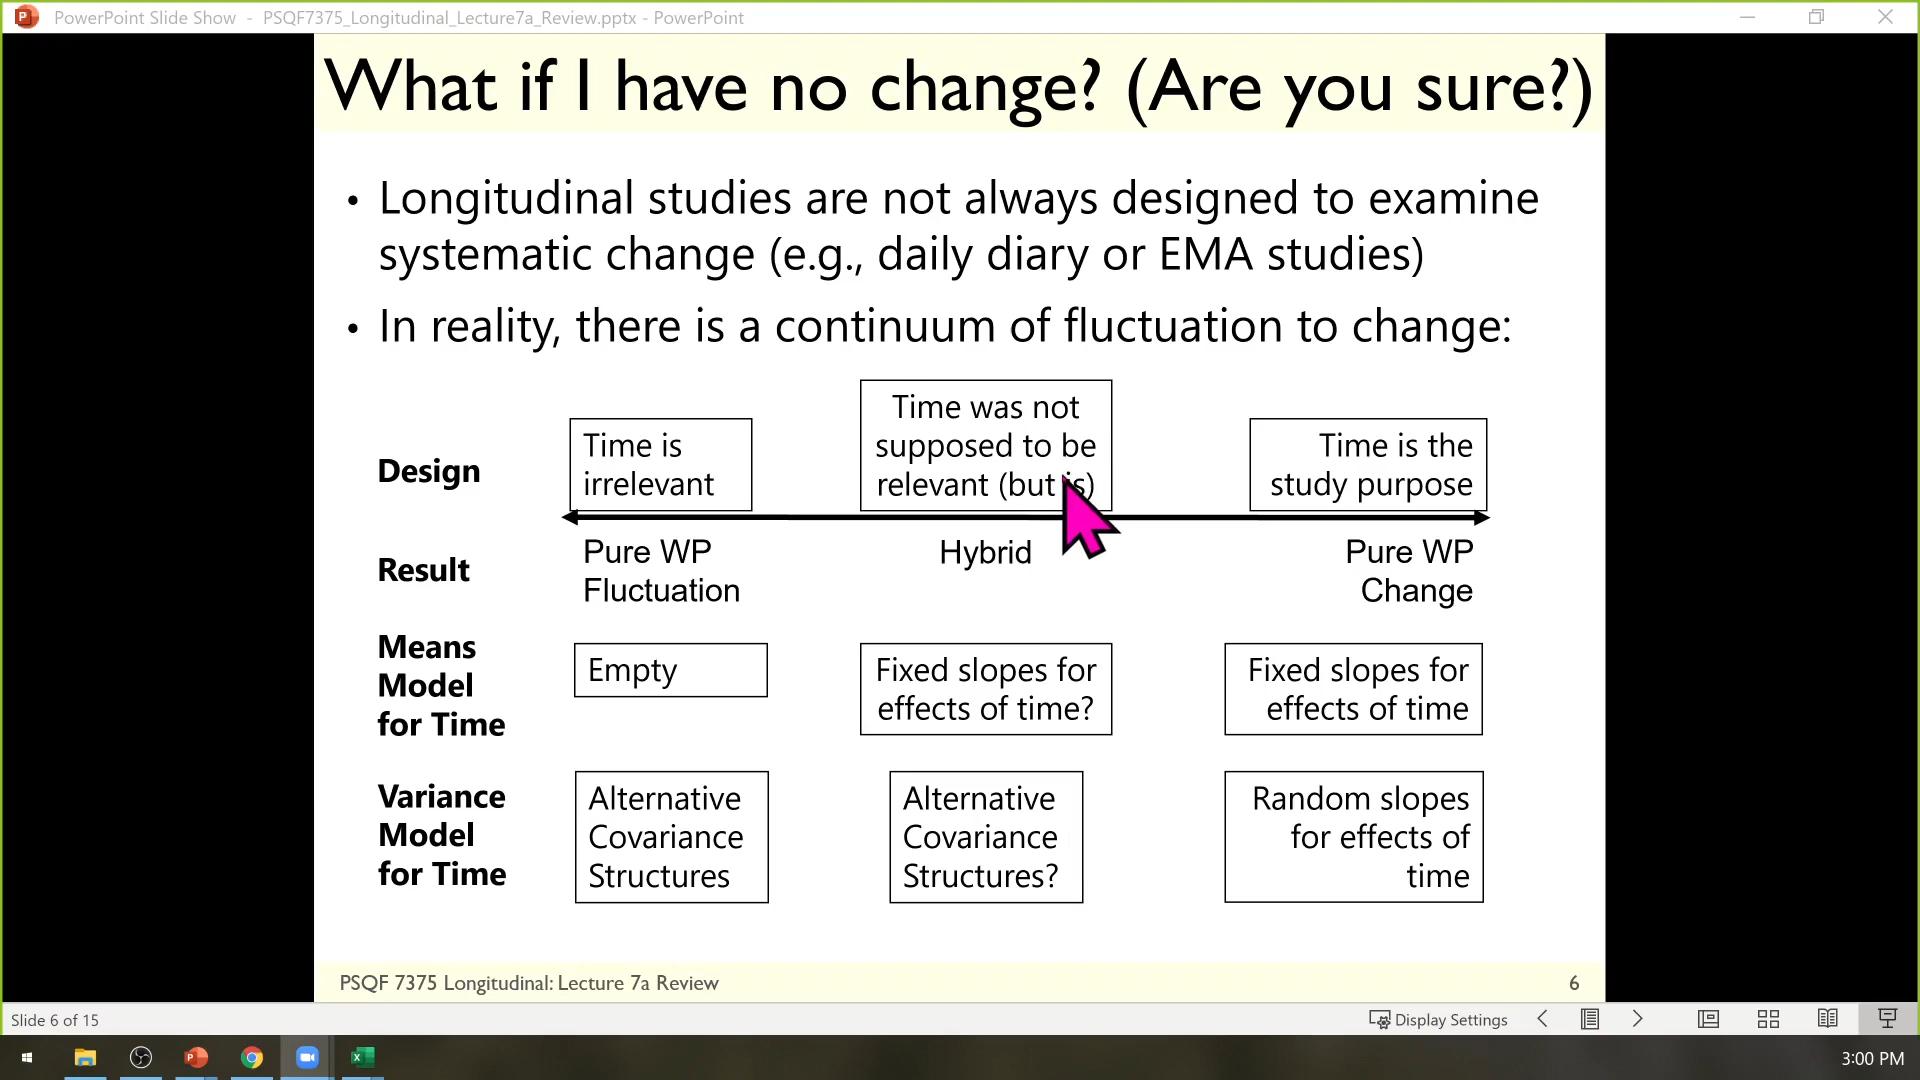 PowerPoint Slide Show - PSQF7375_Longitudinal_Lecture7a_Review.pptx - PowerPoint
What if I have no change? (Are you sure?)
• Longitudinal studies are not always designed to examine
systematic change (e.g., daily diary or EMA studies)
• In reality, there is a continuum of fluctuation to change:
Design
Time is
irrelevant
Time was not
supposed to be
relevant (but is)
Time is the
study purpose
Result
Pure WP
Fluctuation
Hybrid
Pure WP
Change
Means
Model
for Time
Empty
Fixed slopes for
effects of time?
Fixed slopes for
effects of time
Variance
Model
for Time
Alternative
Covariance
Structures
Alternative
Covariance
Structures?
Random slopes
for effects of
time
PSQF 7375 Longitudinal: Lecture 7a Review
6
Slide 6 of 15
Display Settings
3:00 PM